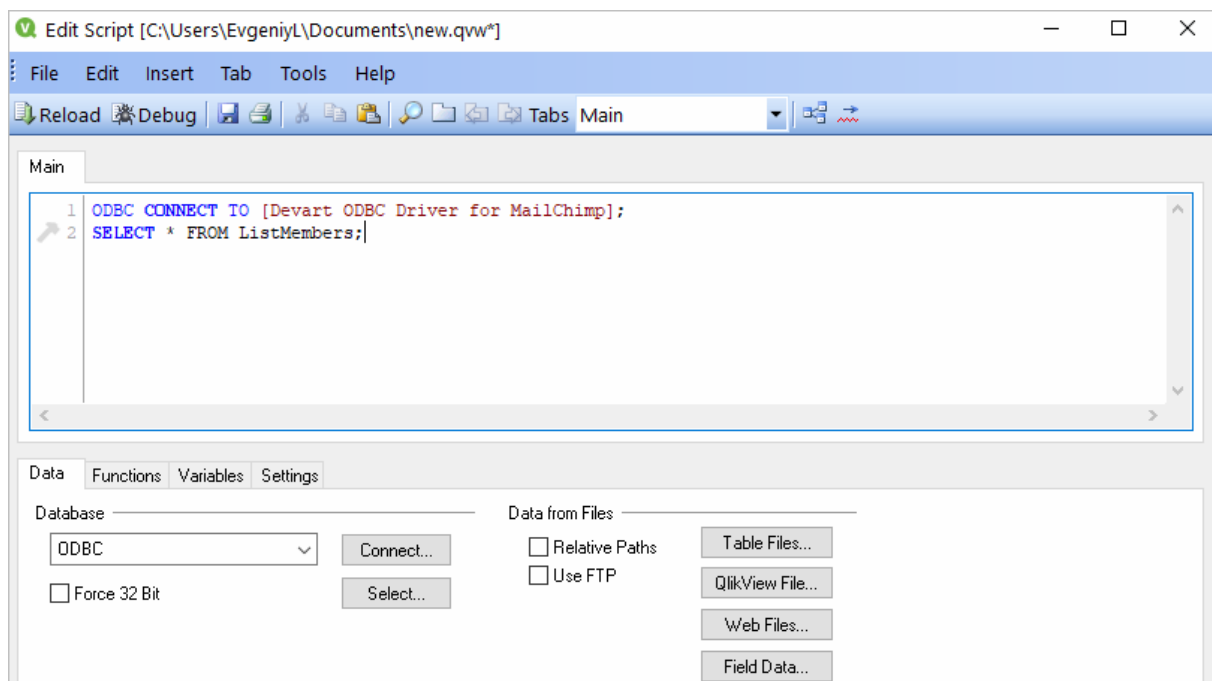 Edit Script [C:\Users\EvgeniyL\Documents\new.qvw*]
File Edit Insert Tab Tools Help
Reload Debug Tabs Main
Main
1 ODBC CONNECT TO [Devart ODBC Driver for MailChimp];
2 SELECT * FROM ListMembers;
Data Functions Variables Settings
Database Data from Files
ODBC Connect... Relative Paths Table Files...
Force 32 Bit Select... Use FTP QlikView File...
Web Files...
Field Data...